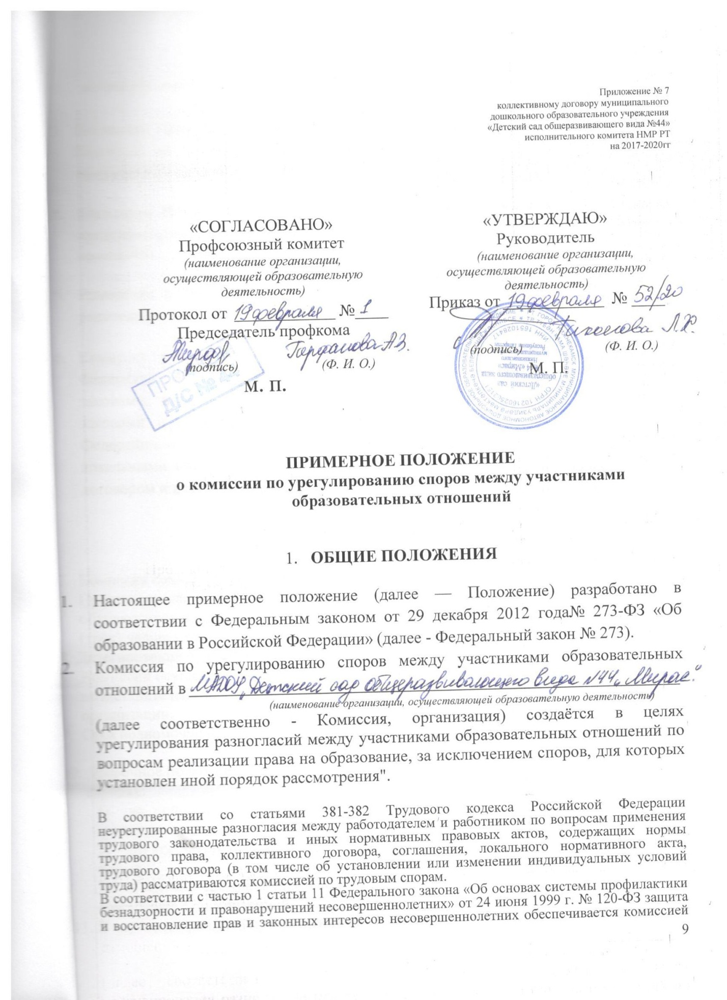 Приложение № 7
коллективному договору муниципального
дошкольного образовательного учреждения
«Детский сад общеразвивающего вида №44»
исполнительного комитета НМР РТ
на 2017-2020гг
«СОГЛАСОВАНО»
Профсоюзный комитет
(наименование организации,
осуществляющей образовательную
деятельность)
Протокол от 19 февраля № 1
Председатель профкома
(подпись) (Ф. И. О.)
М. П.
Д/С № 44
«УТВЕРЖДАЮ»
Руководитель
(наименование организации,
осуществляющей образовательную
деятельность)
Приказ от 19 февраля № 52/20
Тихонова Л.Х.
(подпись) (Ф. И. О.)
М. П.
ПРИМЕРНОЕ ПОЛОЖЕНИЕ
о комиссии по урегулированию споров между участниками
образовательных отношений
1. ОБЩИЕ ПОЛОЖЕНИЯ
1. Настоящее примерное положение (далее — Положение) разработано в
соответствии с Федеральным законом от 29 декабря 2012 года№ 273-ФЗ «Об
образовании в Российской Федерации» (далее - Федеральный закон № 273).
2. Комиссия по урегулированию споров между участниками образовательных
отношений в МАДОУ „Детский сад общеразвивающего вида №44 „Мирас"
(наименование организации, осуществляющей образовательную деятельность)
(далее соответственно - Комиссия, организация) создаётся в целях
урегулирования разногласий между участниками образовательных отношений по
вопросам реализации права на образование, за исключением споров, для которых
установлен иной порядок рассмотрения".
В соответствии со статьями 381-382 Трудового кодекса Российской Федерации
неурегулированные разногласия между работодателем и работником по вопросам применения
трудового законодательства и иных нормативных правовых актов, содержащих нормы
трудового права, коллективного договора, соглашения, локального нормативного акта,
трудового договора (в том числе об установлении или изменении индивидуальных условий
труда) рассматриваются комиссией по трудовым спорам.
В соответствии с частью 1 статьи 11 Федерального закона «Об основах системы профилактики
безнадзорности и правонарушений несовершеннолетних» от 24 июня 1999 г. № 120-ФЗ защита
и восстановление прав и законных интересов несовершеннолетних обеспечивается комиссией
9